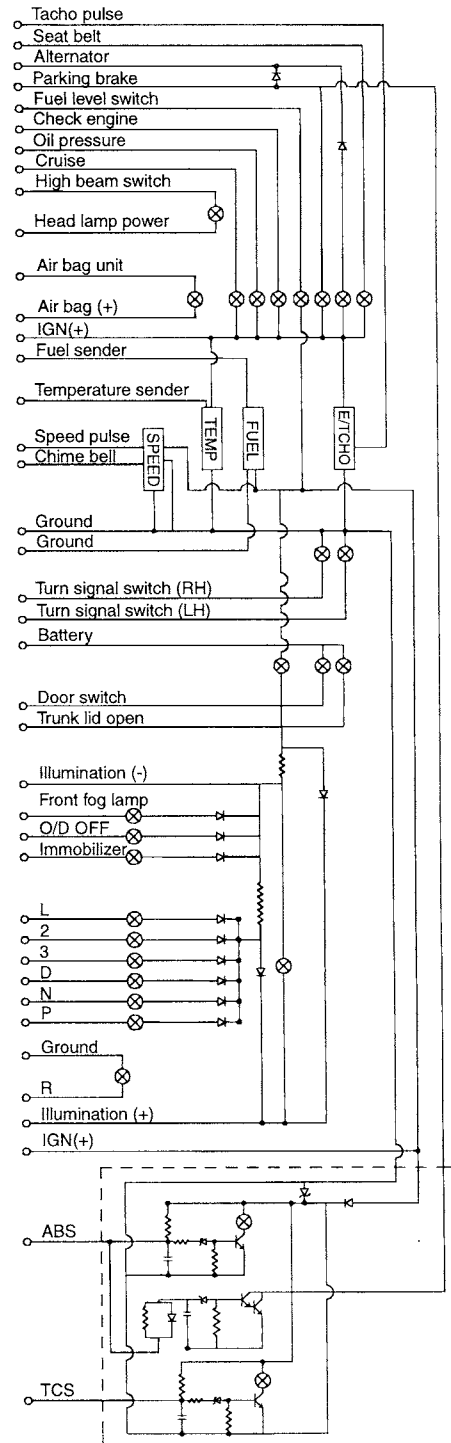 Tacho pulse
Seat belt
Alternator
Parking brake
Fuel level switch
Check engine
Oil pressure
Cruise
High beam switch
Head lamp power
Air bag unit
Air bag (+)
IGN(+)
Fuel sender
Temperature sender
Speed pulse
Chime bell
SPEED
TEMP
FUEL
E/TCHO
Ground
Ground
Turn signal switch (RH)
Turn signal switch (LH)
Battery
Door switch
Trunk lid open
Illumination (-)
Front fog lamp
O/D OFF
Immobilizer
L
2
3
D
N
P
Ground
R
Illumination (+)
IGN(+)
ABS
TCS